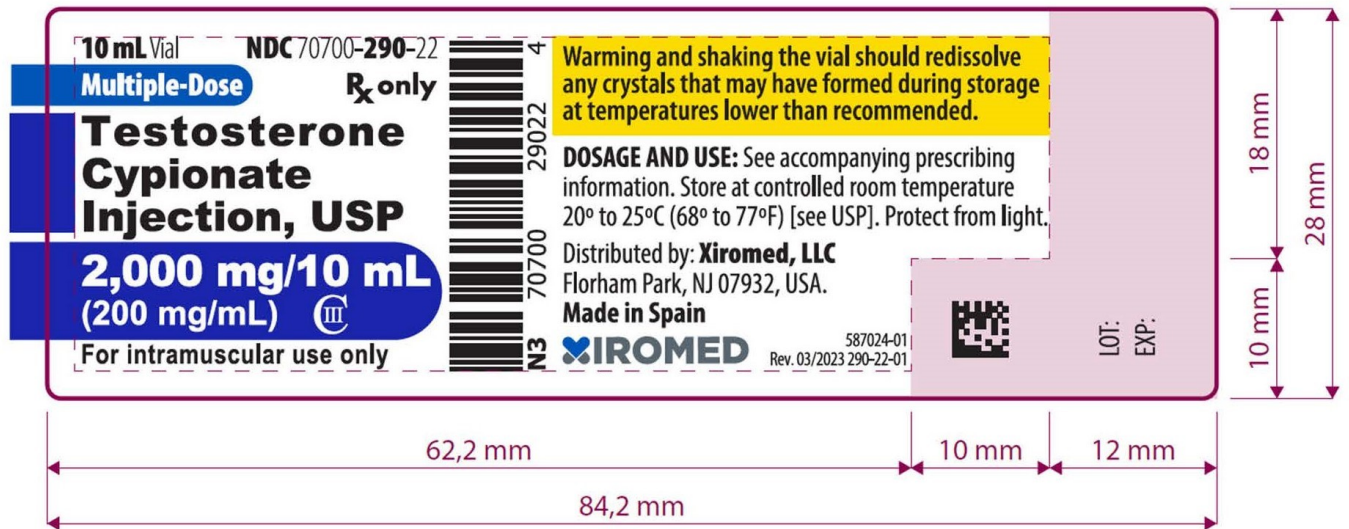 10 mL Vial NDC 70700-290-22
Multiple-Dose Rx only
Testosterone
Cypionate
Injection, USP
2,000 mg/10 mL
(200 mg/mL) CIII
For intramuscular use only
N3 70700 29022 4
Warming and shaking the vial should redissolve
any crystals that may have formed during storage
at temperatures lower than recommended.
DOSAGE AND USE: See accompanying prescribing
information. Store at controlled room temperature
20º to 25ºC (68º to 77ºF) [see USP]. Protect from light.
Distributed by: Xiromed, LLC
Florham Park, NJ 07932, USA.
Made in Spain
XIROMED
587024-01
Rev. 03/2023 290-22-01
LOT:
EXP:
18 mm
10 mm
28 mm
62,2 mm
10 mm
12 mm
84,2 mm